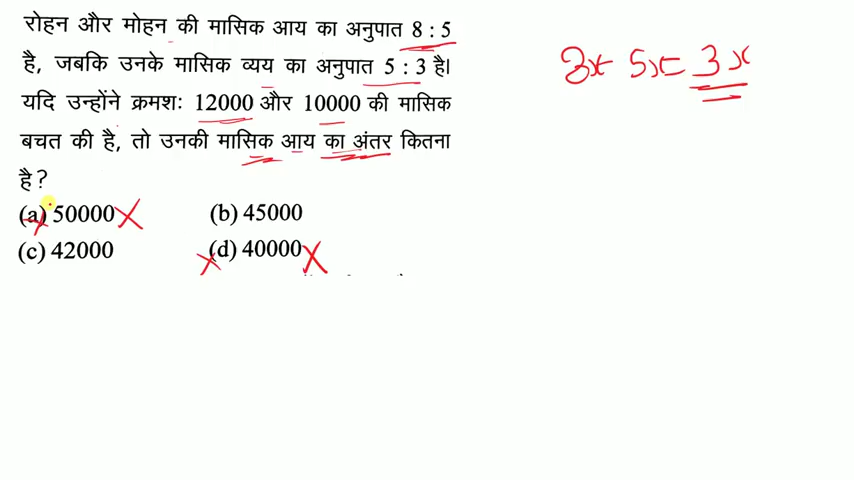 रोहन और मोहन की मासिक आय का अनुपात 8 : 5
है, जबकि उनके मासिक व्यय का अनुपात 5 : 3 है।
यदि उन्होंने क्रमशः 12000 और 10000 की मासिक
बचत की है, तो उनकी मासिक आय का अंतर कितना
है?
(a) 50000 (b) 45000
(c) 42000 (d) 40000
8x - 5x = 3x